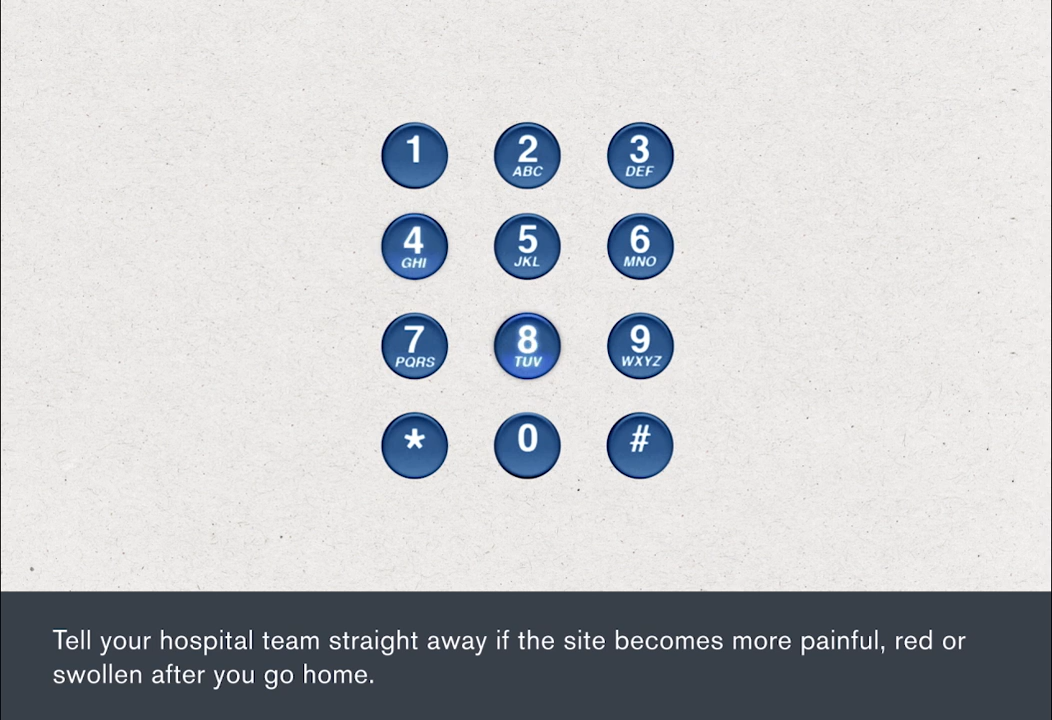 1 2 3
ABC DEF
4 5 6
GHI JKL MNO
7 8 9
PQRS TUV WXYZ
* 0 #
Tell your hospital team straight away if the site becomes more painful, red or
swollen after you go home.